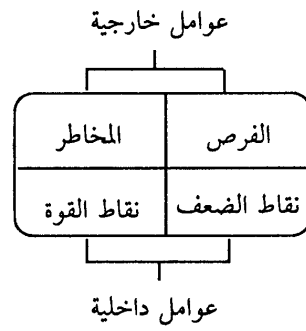 عوامل خارجية
الفرص المخاطر
نقاط الضعف نقاط القوة
عوامل داخلية